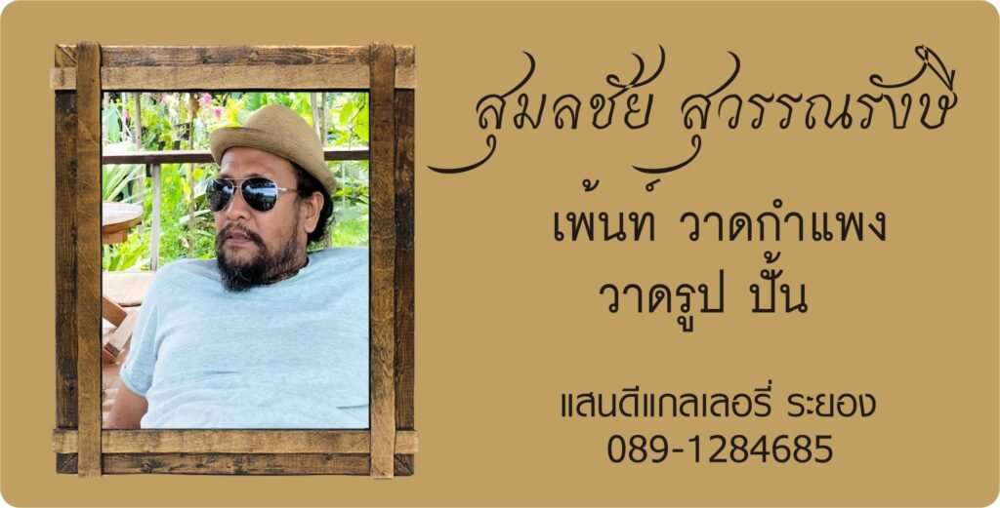 สุมลชัย สุวรรณรังษี
เพ้นท์ วาดกำแพง
วาดรูป ปั้น
แสนดีแกลเลอรี่ ระยอง
089-1284685